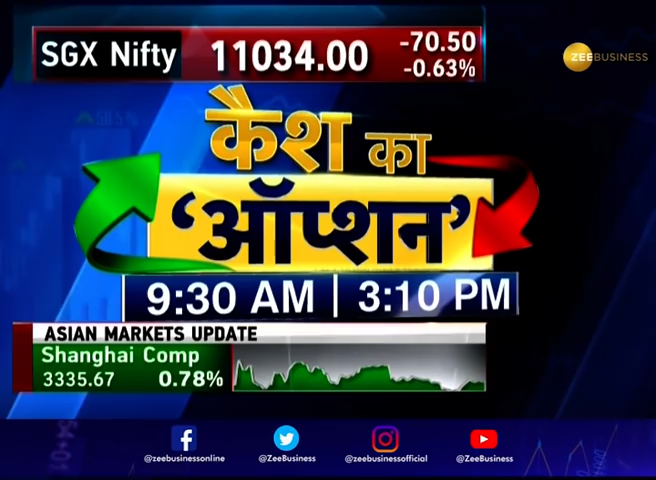 SGX Nifty 11034.00 -70.50
-0.63%
ZEEBUSINESS
कैश का
‘ऑप्शन’
9:30 AM | 3:10 PM
ASIAN MARKETS UPDATE
Shanghai Comp
3335.67 0.78%
@zeebusinessonline @ZeeBusiness @zeebusinessofficial @ZeeBusiness